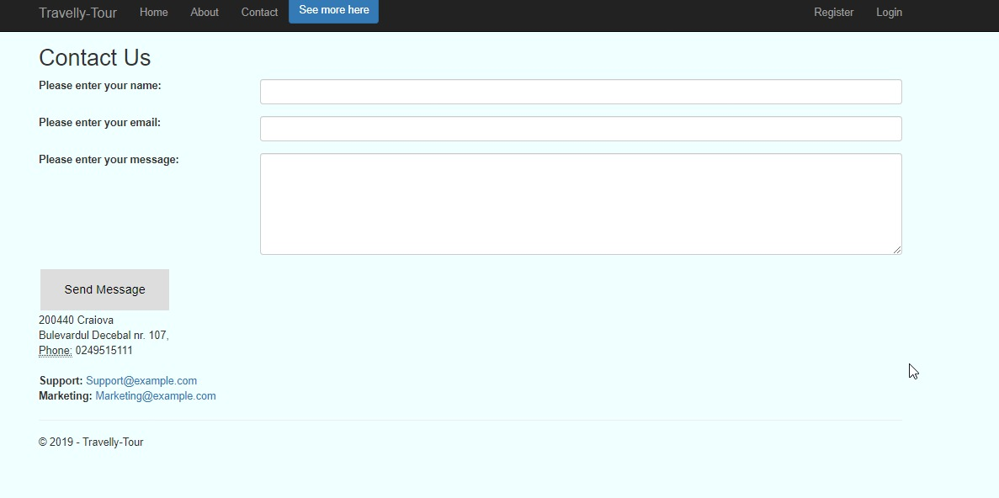 Travelly-Tour Home About Contact See more here Register Login
Contact Us
Please enter your name:
Please enter your email:
Please enter your message:
Send Message
200440 Craiova
Bulevardul Decebal nr. 107,
Phone: 0249515111
Support: Support@example.com
Marketing: Marketing@example.com
© 2019 - Travelly-Tour